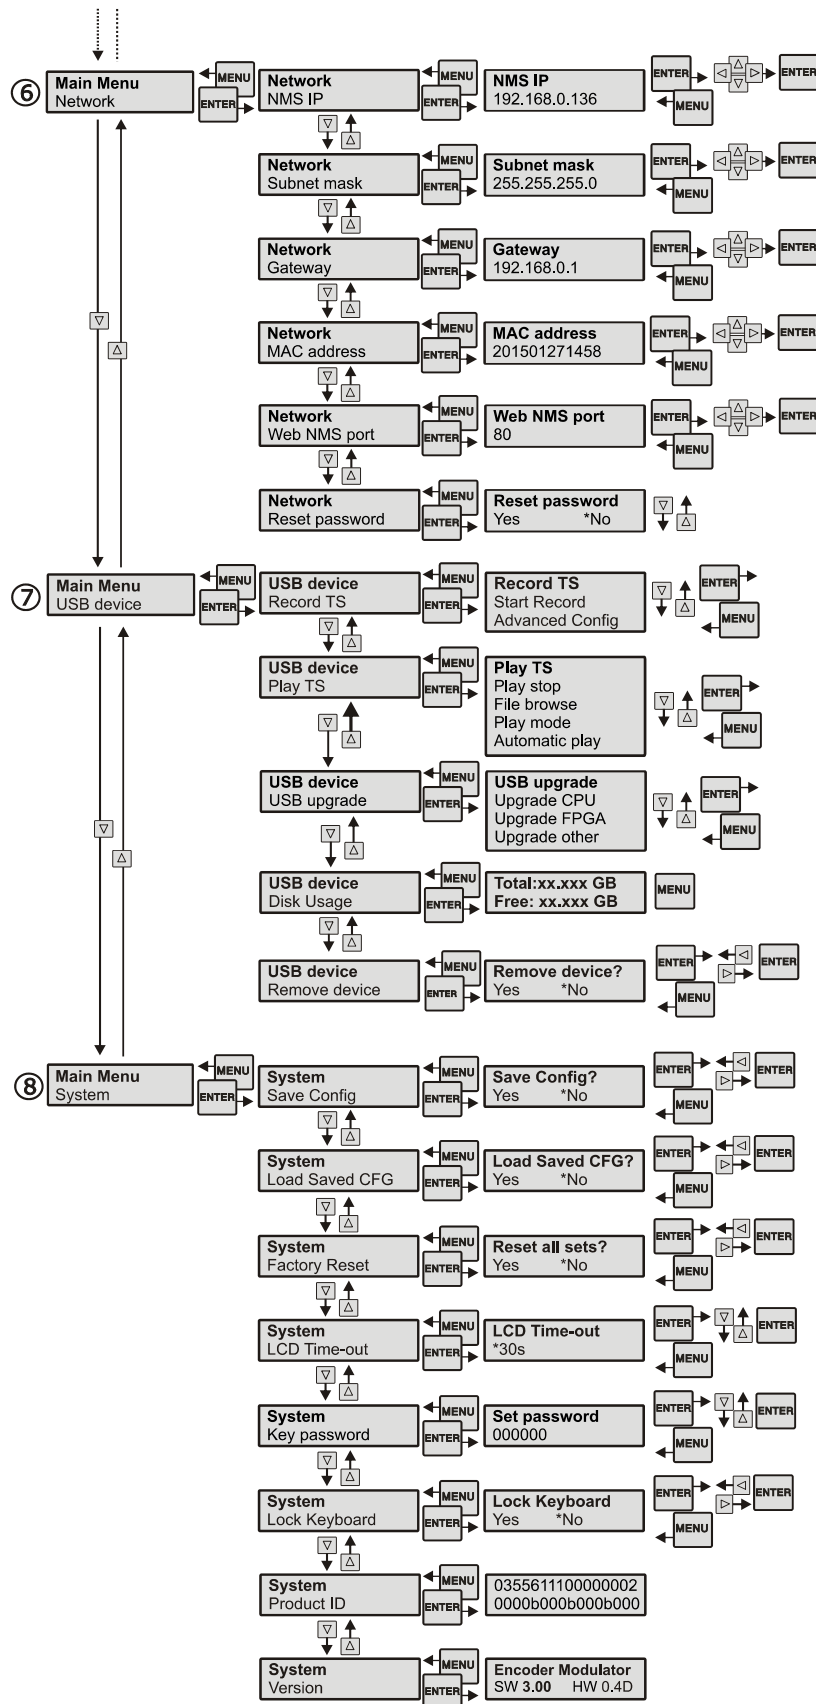 ⑥
Main Menu
Network
MENU
ENTER
Network
NMS IP
MENU
ENTER
NMS IP
192.168.0.136
ENTER
MENU
ENTER
Network
Subnet mask
MENU
ENTER
Subnet mask
255.255.255.0
ENTER
MENU
ENTER
Network
Gateway
MENU
ENTER
Gateway
192.168.0.1
ENTER
MENU
ENTER
Network
MAC address
MENU
ENTER
MAC address
201501271458
ENTER
MENU
ENTER
Network
Web NMS port
MENU
ENTER
Web NMS port
80
ENTER
MENU
ENTER
Network
Reset password
MENU
ENTER
Reset password
Yes *No
⑦
Main Menu
USB device
MENU
ENTER
USB device
Record TS
MENU
ENTER
Record TS
Start Record
Advanced Config
ENTER
MENU
USB device
Play TS
MENU
ENTER
Play TS
Play stop
File browse
Play mode
Automatic play
ENTER
MENU
USB device
USB upgrade
MENU
ENTER
USB upgrade
Upgrade CPU
Upgrade FPGA
Upgrade other
ENTER
MENU
USB device
Disk Usage
MENU
ENTER
Total:xx.xxx GB
Free: xx.xxx GB
MENU
USB device
Remove device
MENU
ENTER
Remove device?
Yes *No
ENTER
MENU
ENTER
⑧
Main Menu
System
MENU
ENTER
System
Save Config
MENU
ENTER
Save Config?
Yes *No
ENTER
MENU
ENTER
System
Load Saved CFG
MENU
ENTER
Load Saved CFG?
Yes *No
ENTER
MENU
ENTER
System
Factory Reset
MENU
ENTER
Reset all sets?
Yes *No
ENTER
MENU
ENTER
System
LCD Time-out
MENU
ENTER
LCD Time-out
*30s
ENTER
MENU
ENTER
System
Key password
MENU
ENTER
Set password
000000
ENTER
MENU
ENTER
System
Lock Keyboard
MENU
ENTER
Lock Keyboard
Yes *No
ENTER
MENU
ENTER
System
Product ID
MENU
ENTER
0355611100000002
0000b000b000b000
System
Version
MENU
ENTER
Encoder Modulator
SW 3.00 HW 0.4D